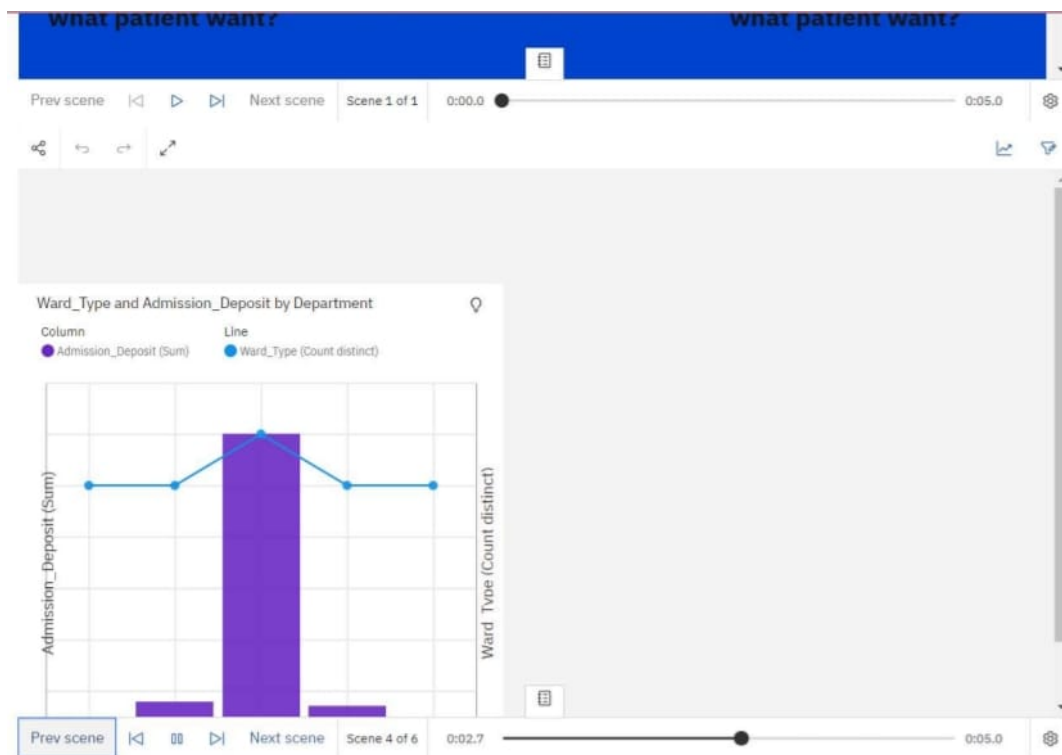 what patient want? what patient want?
Prev scene Next scene Scene 1 of 1 0:00.0 0:05.0
Ward_Type and Admission_Deposit by Department
Column Line
Admission_Deposit (Sum) Ward_Type (Count distinct)
Admission_Deposit (Sum)
Ward_Type (Count distinct)
Prev scene Next scene Scene 4 of 6 0:02.7 0:05.0